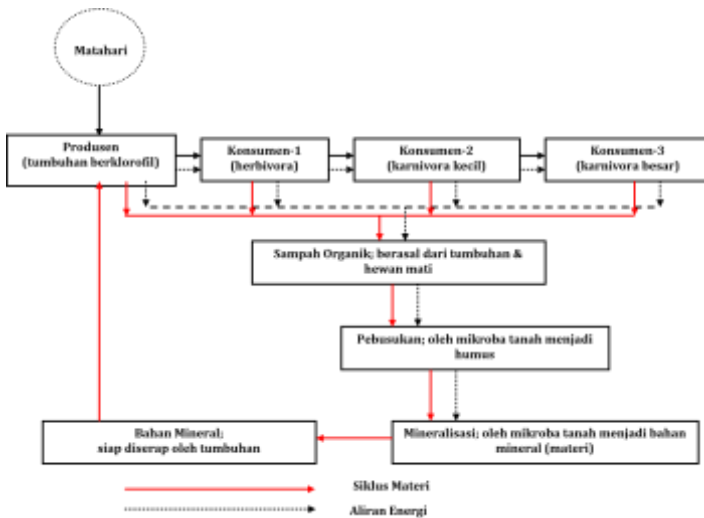 Matahari
Produsen
(tumbuhan berklorofil)
Konsumen-1
(herbivora)
Konsumen-2
(karnivora kecil)
Konsumen-3
(karnivora besar)
Sampah Organik; berasal dari tumbuhan &
hewan mati
Pebusukan; oleh mikroba tanah menjadi
humus
Bahan Mineral;
siap diserap oleh tumbuhan
Mineralisasi; oleh mikroba tanah menjadi bahan
mineral (materi)
Siklus Materi
Aliran Energi